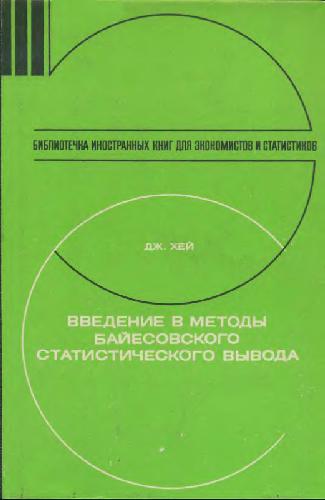 БИБЛИОТЕЧКА ИНОСТРАННЫХ КНИГ ДЛЯ ЭКОНОМИСТОВ И СТАТИСТИКОВ
ДЖ. ХЕЙ
ВВЕДЕНИЕ В МЕТОДЫ
БАЙЕСОВСКОГО
СТАТИСТИЧЕСКОГО ВЫВОДА